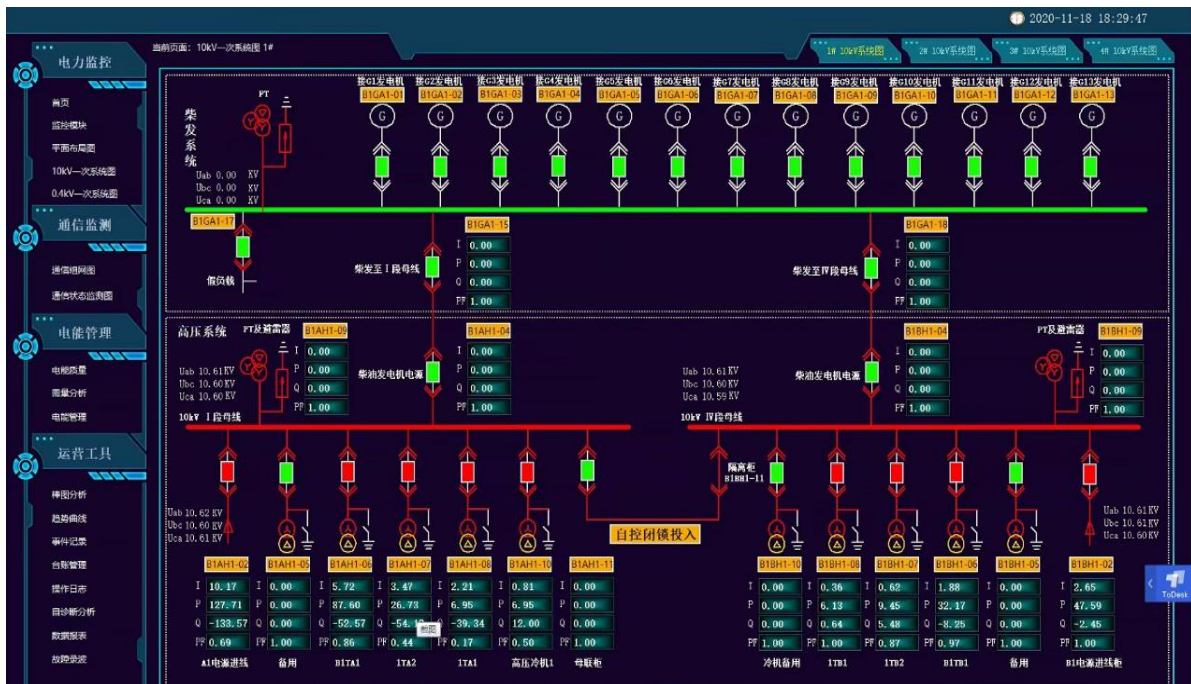 2020-11-18 18:29:47
当前页面: 10kV—次系统图 1#
1# 10kV系统图 2# 10kV系统图 3# 10kV系统图 4# 10kV系统图
电力监控
首页
监控模块
平面布局图
10kV—次系统图
0.4kV—次系统图
通信监测
通信组网图
通信状态监测图
电能管理
电能质量
需量分析
电能管理
运营工具
棒图分析
趋势曲线
事件记录
台账管理
操作日志
自诊断分析
数据报表
故障录波
接G1发电机 接G2发电机 接G3发电机 接G4发电机 接G5发电机 接G6发电机 接G7发电机 接G8发电机 接G9发电机 接G10发电机 接G11发电机 接G12发电机 接G13发电机
B1GA1-01 B1GA1-02 B1GA1-03 B1GA1-04 B1GA1-05 B1GA1-06 B1GA1-07 B1GA1-08 B1GA1-09 B1GA1-10 B1GA1-11 B1GA1-12 B1GA1-13
G G G G G G G G G G G G G
PT
柴发系统
Uab 0.00 KV
Ubc 0.00 KV
Uca 0.00 KV
B1GA1-17
假负载
B1GA1-15
I 0.00
P 0.00
Q 0.00
PF 1.00
柴发至Ⅰ段母线
B1GA1-18
I 0.00
P 0.00
Q 0.00
PF 1.00
柴发至Ⅳ段母线
高压系统
PT及避雷器
B1AH1-09
I 0.00
P 0.00
Q 0.00
PF 1.00
Uab 10.61KV
Ubc 10.60KV
Uca 10.60KV
10kV Ⅰ段母线
柴油发电机电源
B1AH1-04
I 0.00
P 0.00
Q 0.00
PF 1.00
Uab 10.61KV
Ubc 10.60KV
Uca 10.59KV
10kV Ⅳ段母线
柴油发电机电源
B1BH1-04
I 0.00
P 0.00
Q 0.00
PF 1.00
PT及避雷器
B1BH1-09
I 0.00
P 0.00
Q 0.00
PF 1.00
隔离柜
B1BH1-11
自控闭锁投入
Uab 10.62 KV
Ubc 10.60 KV
Uca 10.61 KV
Uab 10.61KV
Ubc 10.61KV
Uca 10.60KV
B1AH1-02 B1AH1-05 B1AH1-06 B1AH1-07 B1AH1-08 B1AH1-10 B1AH1-11
I 10.17 I 0.00 I 5.72 I 3.47 I 2.21 I 0.81 I 0.00
P 127.71 P 0.00 P 87.60 P 26.73 P 6.95 P 6.95 P 0.00
Q -133.57 Q 0.00 Q -52.57 Q -54. 截图 Q -39.34 Q 12.00 Q 0.00
PF 0.69 PF 1.00 PF 0.86 PF 0.44 PF 0.17 PF 0.50 PF 1.00
A1电源进线 备用 B1TA1 1TA2 1TA1 高压冷机1 母联柜
B1BH1-10 B1BH1-08 B1BH1-07 B1BH1-06 B1BH1-05 B1BH1-02
I 0.00 I 0.36 I 0.62 I 1.88 I 0.00 I 2.65
P 0.00 P 6.13 P 9.45 P 32.17 P 0.00 P 47.59
Q 0.00 Q 0.64 Q 5.48 Q -8.25 Q 0.00 Q -2.45
PF 1.00 PF 1.00 PF 0.87 PF 0.97 PF 1.00 PF 1.00
冷机备用 1TB1 1TB2 B1TB1 备用 B1电源进线柜
ToDesk